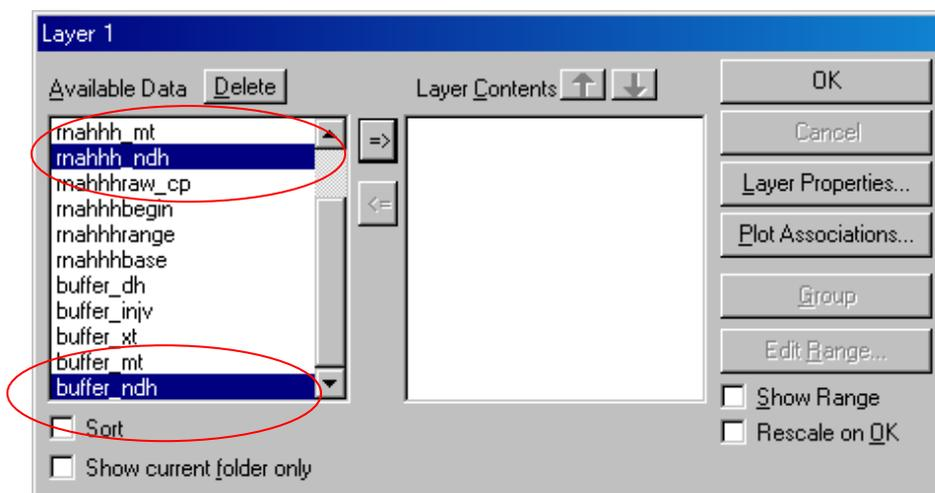 Layer 1
Available Data Delete
Layer Contents
rnahhh_mt
rnahhh_ndh
rnahhhraw_cp
rnahhhbegin
rnahhhrange
rnahhhbase
buffer_dh
buffer_injv
buffer_xt
buffer_mt
buffer_ndh
=>
<=
Sort
Show current folder only
OK
Cancel
Layer Properties...
Plot Associations...
Group
Edit Range...
Show Range
Rescale on OK